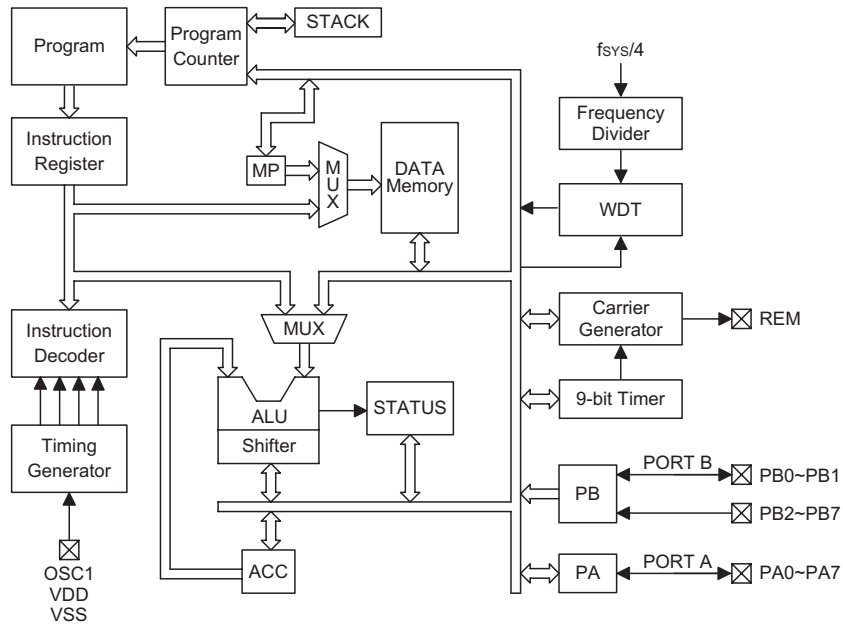 Program
Program
Counter
STACK
fSYS/4
Frequency
Divider
Instruction
Register
MP
M
U
X
DATA
Memory
WDT
Instruction
Decoder
MUX
Carrier
Generator
REM
ALU
Shifter
STATUS
9-bit Timer
Timing
Generator
PB
PORT B
PB0~PB1
PB2~PB7
ACC
PA
PORT A
PA0~PA7
OSC1
VDD
VSS